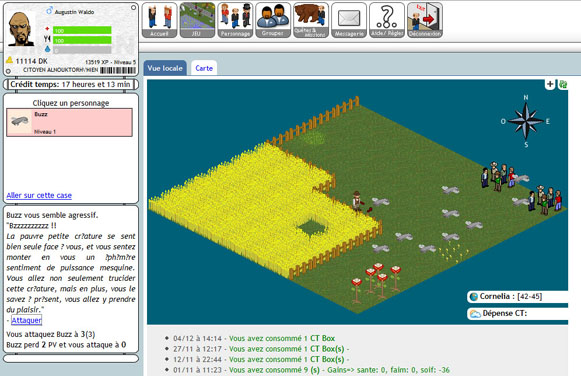 Augustin Waldo
100
100
0
11114 DK
13519 XP - Niveau 5
CITOYEN ALNOUKTORH/HIEN
Accueil
JEU
Personnage
Groupes
Quêtes & Missions
Messagerie
Aide / Règles
Déconnexion
Crédit temps: 17 heures et 13 min
Cliquez un personnage
Buzz
Niveau 1
Aller sur cette case
Buzz vous semble agressif.
"Bzzzzzzzzzz !!
La pauvre petite cr?ature se sent
bien seule face ? vous, et vous sentez
monter en vous un ?ph?m?re
sentiment de puissance mesquine.
Vous allez non seulement trucider
cette cr?ature, mais en plus, vous le
savez ? pr?sent, vous allez y prendre
du plaisir."
- Attaquer
Vous attaquez Buzz à 3(3)
Buzz perd 2 PV et vous attaque à 0
Vue locale
Carte
N
O
E
S
Cornelia : [42-45]
Dépense CT:
04/12 à 14:14 - Vous avez consommé 1 CT Box
27/11 à 12:17 - Vous avez consommé 1 CT Box(s) -
12/11 à 22:44 - Vous avez consommé 1 CT Box(s) -
01/11 à 11:23 - Vous avez consommé 9 (s) - Gains=> sante: 0, faim: 0, soif: -36